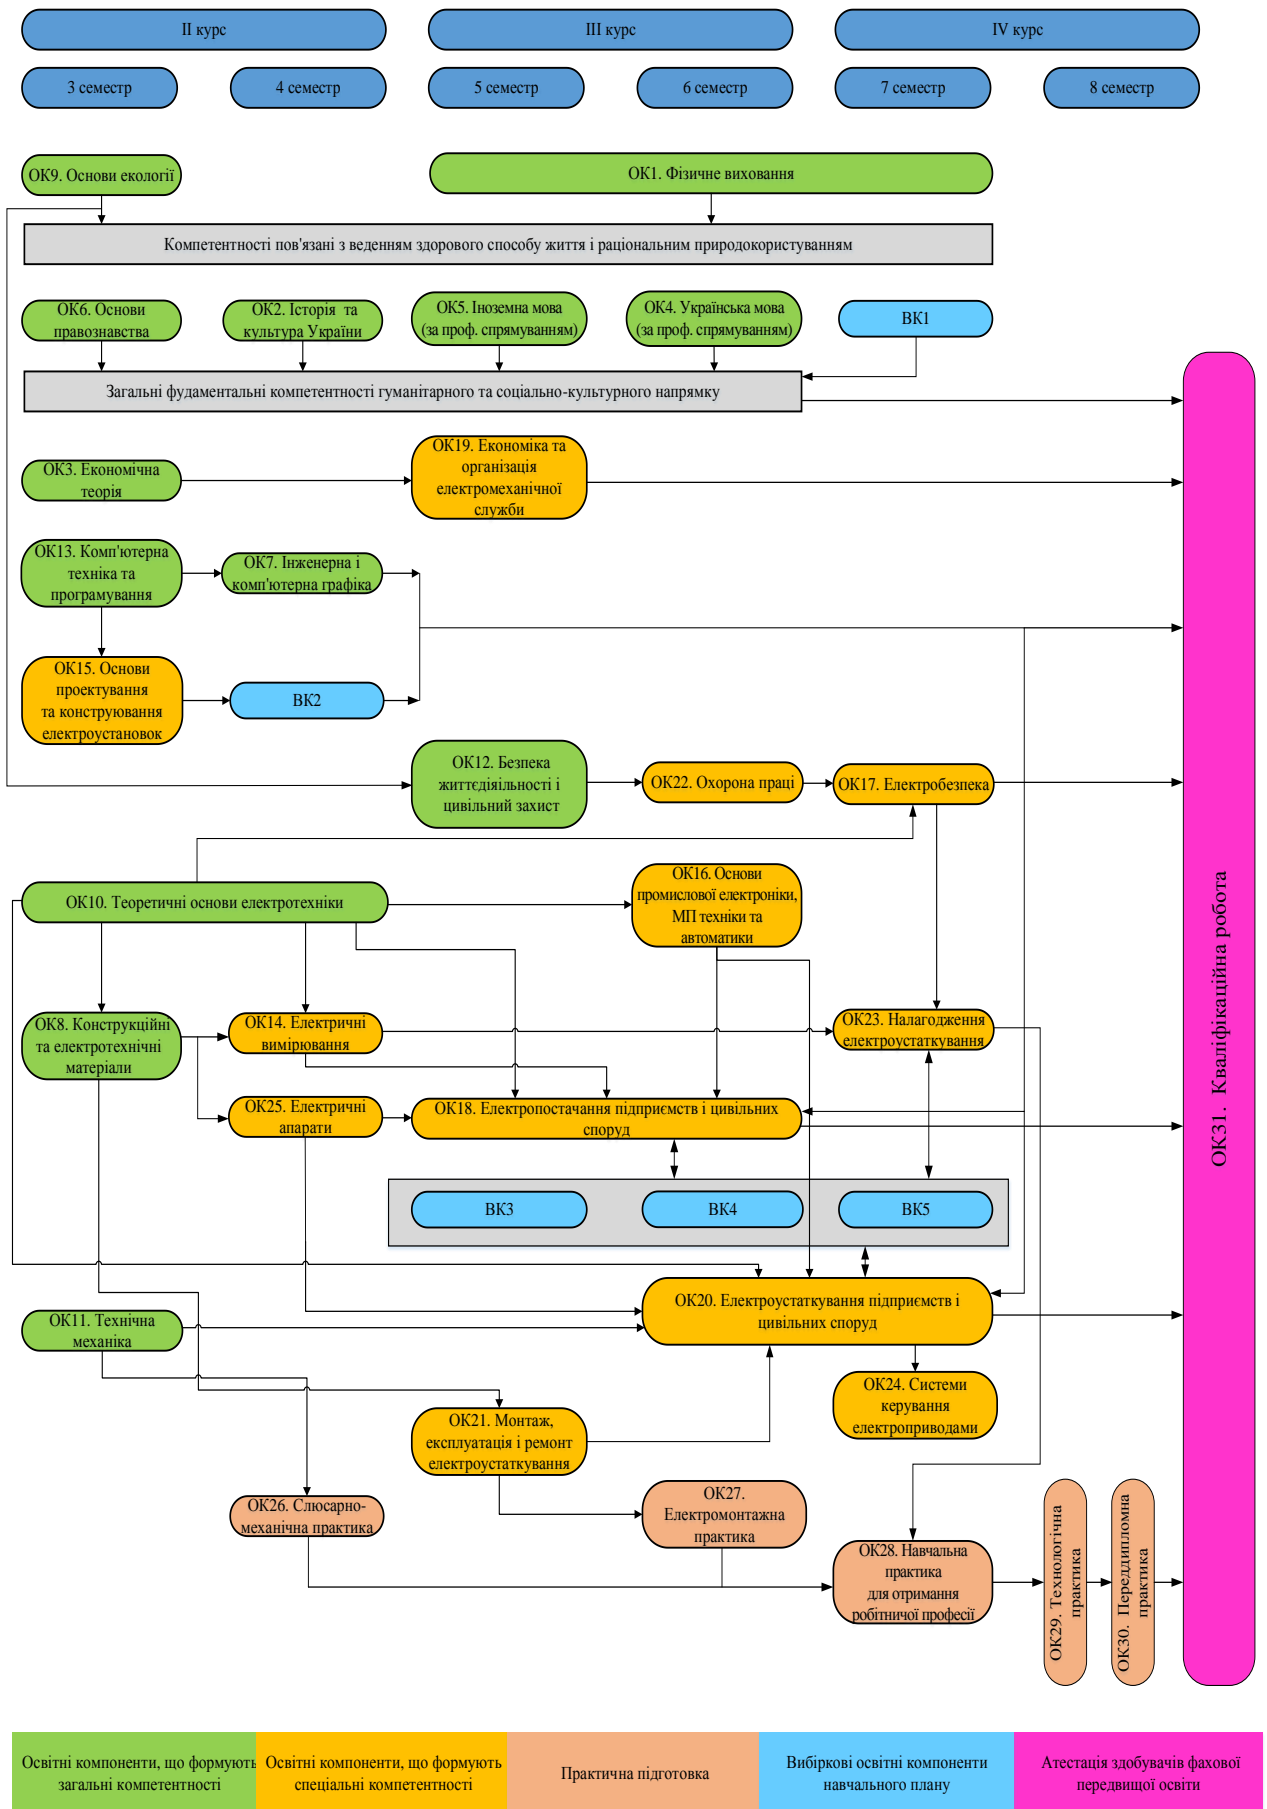 ІІ курс
ІІІ курс
ІV курс
3 семестр
4 семестр
5 семестр
6 семестр
7 семестр
8 семестр
ОК9. Основи екології
ОК1. Фізичне виховання
Компетентності пов'язані з веденням здорового способу життя і раціональним природокористуванням
ОК6. Основи
правознавства
ОК2. Історія та
культура України
ОК5. Іноземна мова
(за проф. спрямуванням)
ОК4. Українська мова
(за проф. спрямуванням)
ВК1
Загальні фудаментальні компетентності гуманітарного та соціально-культурного напрямку
ОК3. Економічна
теорія
ОК19. Економіка та
організація
електромеханічної
служби
ОК13. Комп'ютерна
техніка та
програмування
ОК7. Інженерна і
комп'ютерна графіка
ОК15. Основи
проектування
та конструювання
електроустановок
ВК2
ОК12. Безпека
життєдіяільності і
цивільний захист
ОК22. Охорона праці
ОК17. Електробезпека
ОК10. Теоретичні основи електротехніки
ОК16. Основи
промислової електроніки,
МП техніки та
автоматики
ОК8. Конструкційні
та електротехнічні
матеріали
ОК14. Електричні
вимірювання
ОК23. Налагодження
електроустаткування
ОК25. Електричні
апарати
ОК18. Електропостачання підприємств і цивільних
споруд
ВК3
ВК4
ВК5
ОК20. Електроустаткування підприємств і
цивільних споруд
ОК11. Технічна
механіка
ОК24. Системи
керування
електроприводами
ОК21. Монтаж,
експлуатація і ремонт
електроустаткування
ОК26. Слюсарно-
механічна практика
ОК27.
Електромонтажна
практика
ОК28. Навчальна
практика
для отримання
робітничої професії
ОК29. Технологічна
практика
ОК30. Переддипломна
практика
ОК31. Кваліфікаційна робота
Освітні компоненти, що формують
загальні компетентності
Освітні компоненти, що формують
спеціальні компетентності
Практична підготовка
Вибіркові освітні компоненти
навчального плану
Атестація здобувачів фахової
передвищої освіти